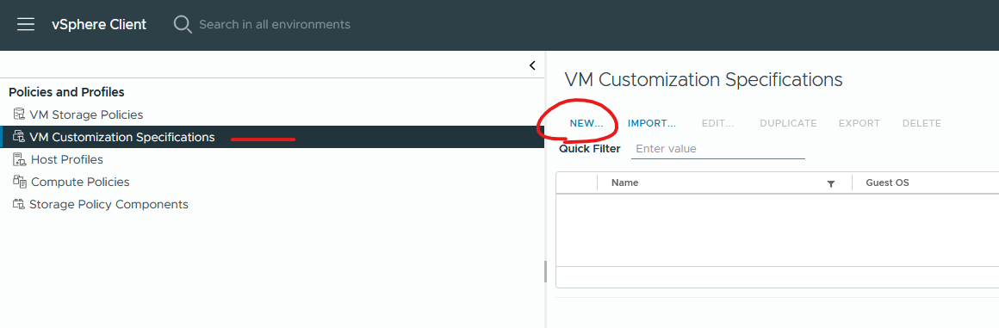 vSphere Client Search in all environments
Policies and Profiles
VM Storage Policies
VM Customization Specifications
Host Profiles
Compute Policies
Storage Policy Components
VM Customization Specifications
NEW... IMPORT... EDIT... DUPLICATE EXPORT DELETE
Quick Filter Enter value
Name Guest OS